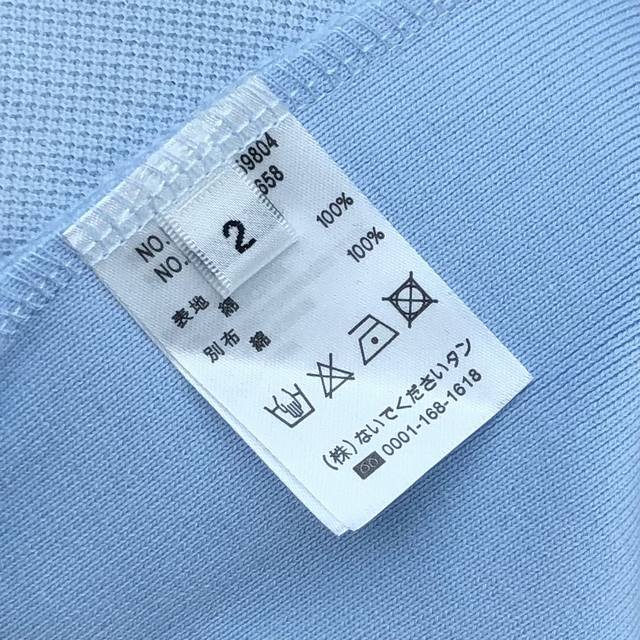 NO. 59804
NO. 658
2
表地 綿 100%
別布 綿 100%
(株)ないでくださいタン
0001-168-1618